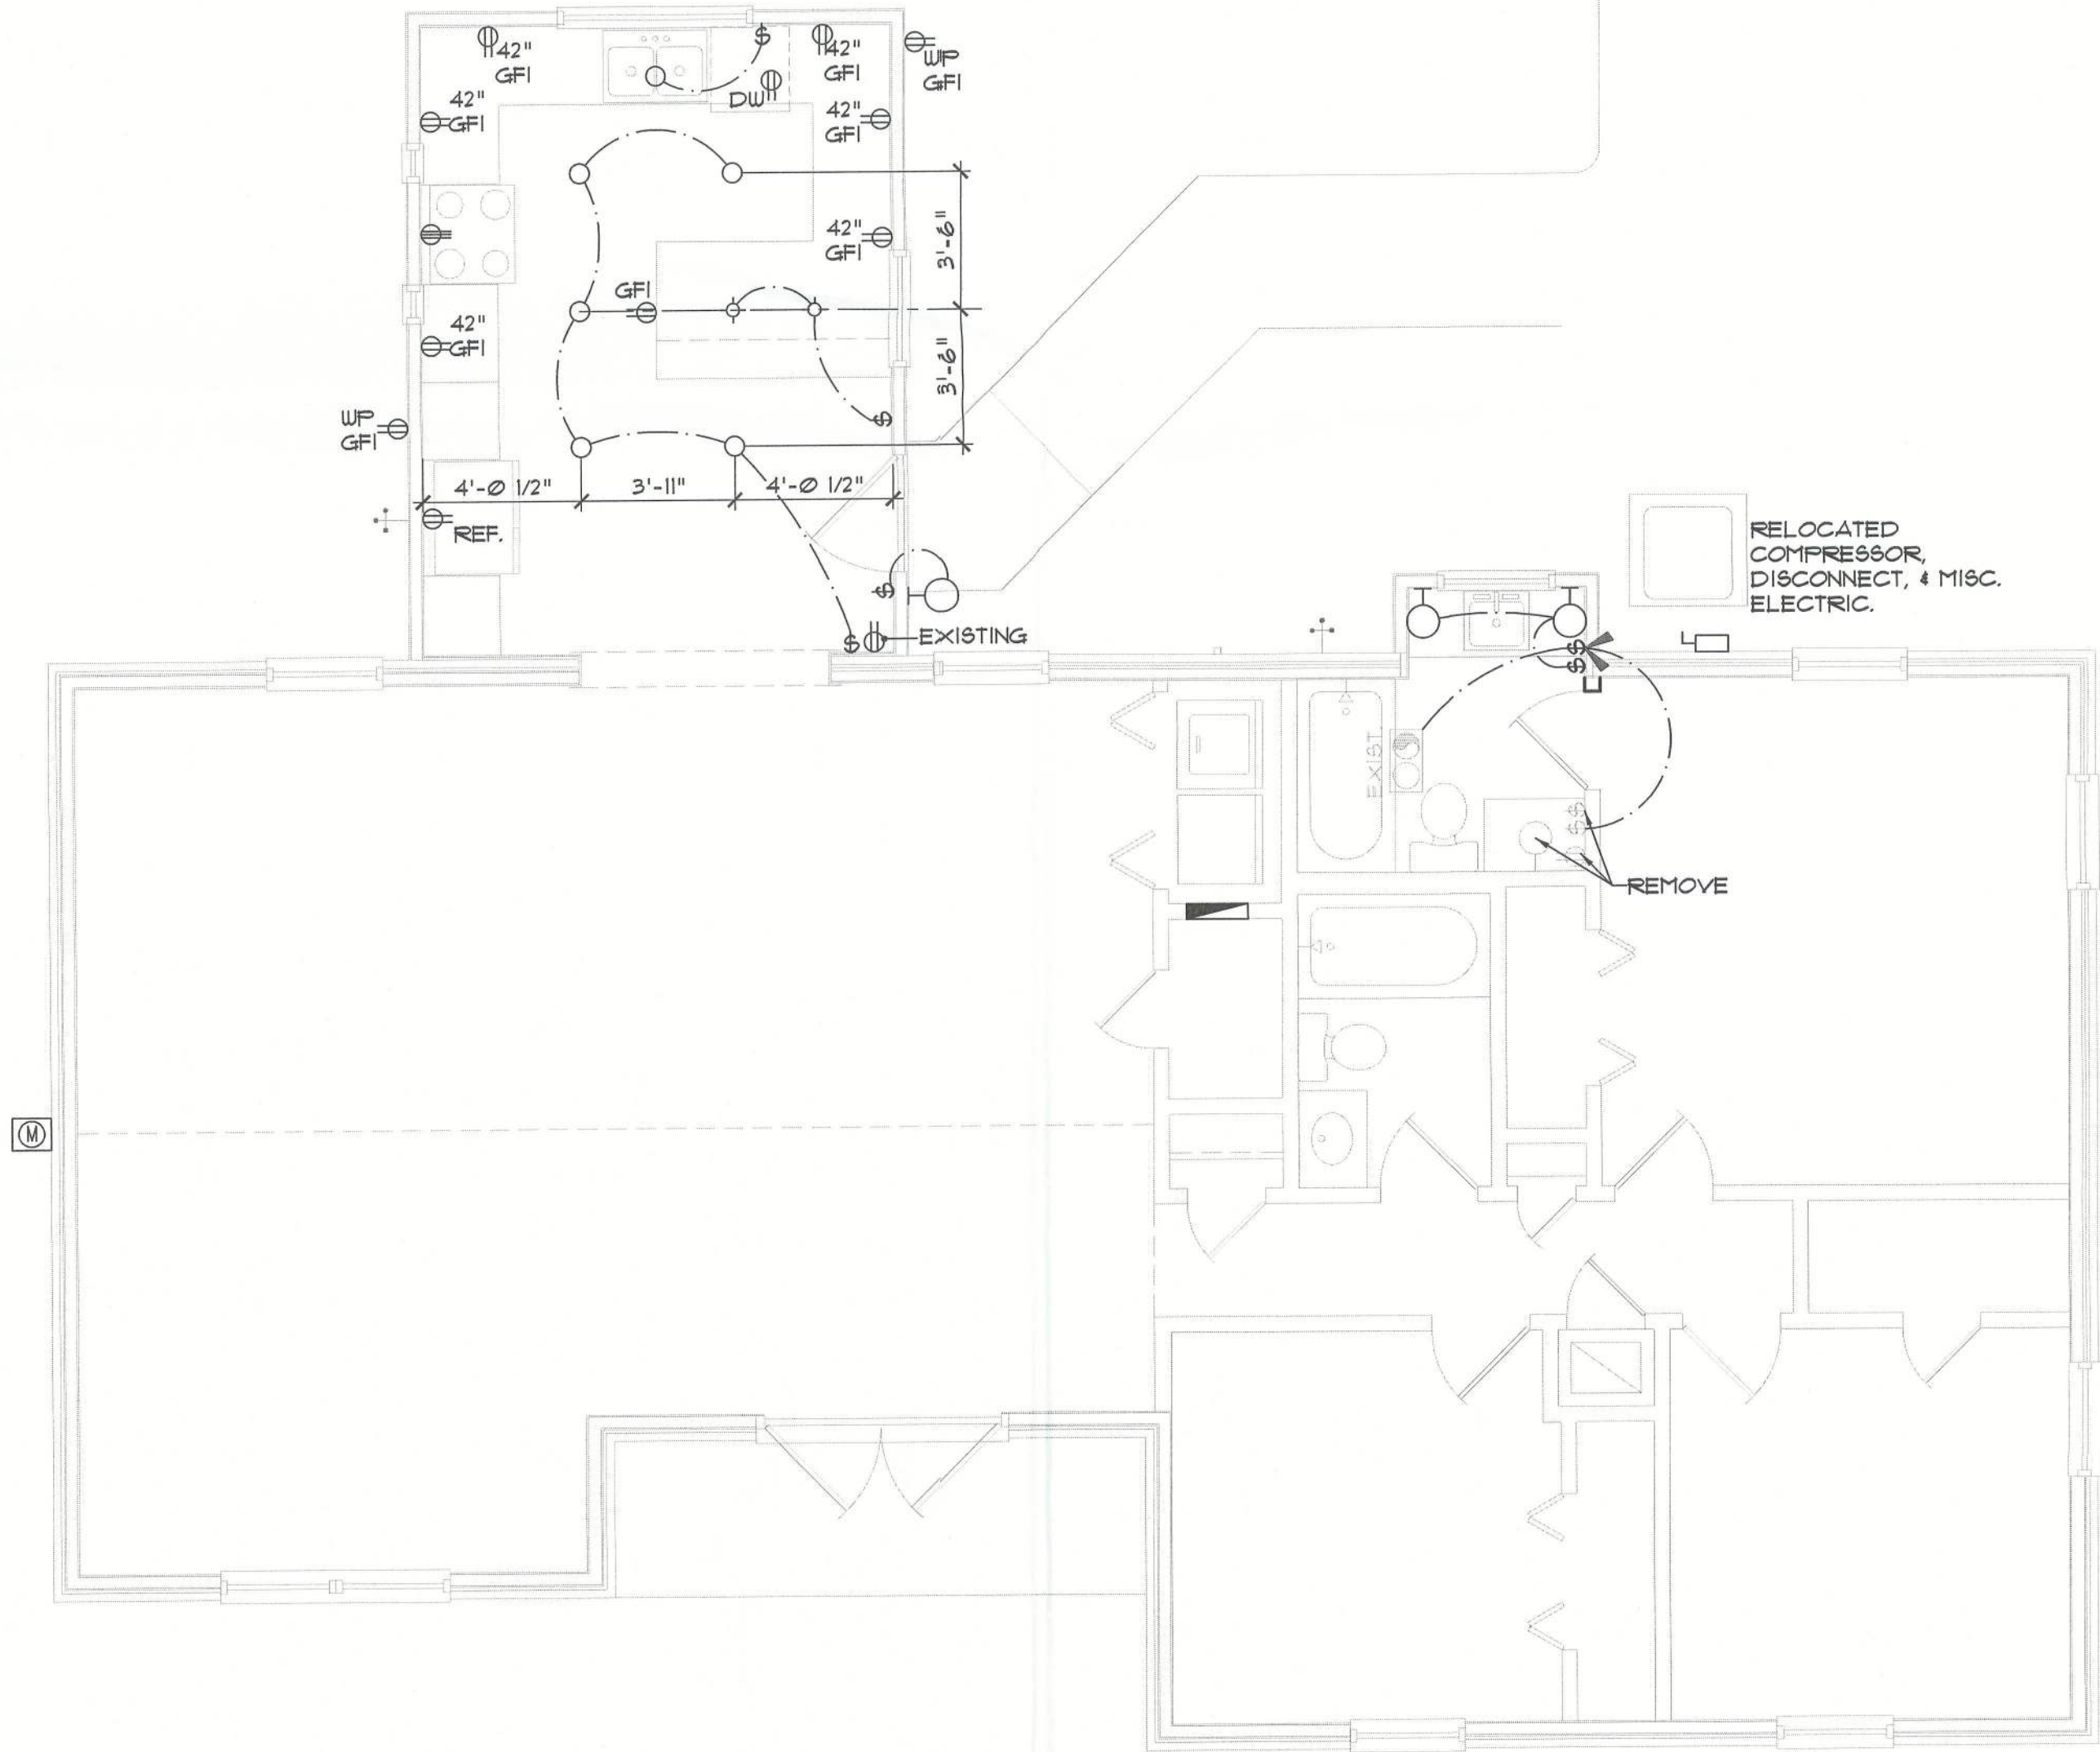 42"
GFI
42"
GFI
WP
GFI
DW
42"
GFI
42"
GFI
42"
GFI
3'-6"
GFI
42"
GFI
3'-6"
WP
GFI
4'-0 1/2"
3'-11"
4'-0 1/2"
REF.
RELOCATED
COMPRESSOR,
DISCONNECT, & MISC.
ELECTRIC.
$
$
$
$
EXISTING
$
$
EXIST.
$
$
REMOVE
M